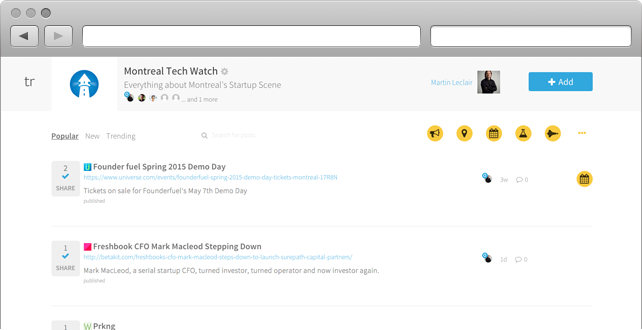 tr
Montreal Tech Watch
Everything about Montreal's Startup Scene
... and 1 more
Martin Leclair
+ Add
Popular New Trending
2
SHARE
Founder fuel Spring 2015 Demo Day
https://www.universe.com/events/founderfuel-spring-2015-demo-day-tickets-montreal-17R8N
Tickets on sale for Founderfuel's May 7th Demo Day
published
3w 0
1
SHARE
Freshbook CFO Mark Macleod Stepping Down
http://betakit.com/freshbooks-cfo-mark-macleod-steps-down-to-launch-surepath-capital-partners/
Mark MacLeod, a serial startup CFO, turned investor, turned operator and now investor again.
published
1d 0
1
W Prkng